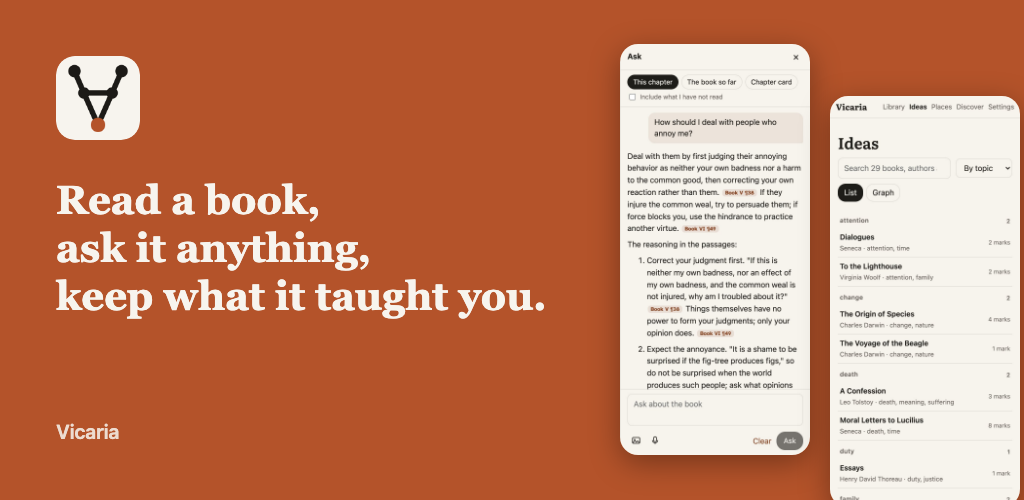 Read a book,
ask it anything,
keep what it taught you.
Vicaria
Ask
×
This chapter
The book so far
Chapter card
Include what I have not read
How should I deal with people who
annoy me?
Deal with them by first judging their annoying
behavior as neither your own badness nor a harm
to the common good, then correcting your own
reaction rather than them. Book V §36 If they
injure the common weal, try to persuade them; if
force blocks you, use the hindrance to practice
another virtue. Book VI §49
The reasoning in the passages:
1. Correct your judgment first. "If this is
neither my own badness, nor an effect of
my own badness, and the common weal is
not injured, why am I troubled about it?"
Book V §36 Things themselves have no
power to form your judgments; only your
opinion does. Book VI §49
2. Expect the annoyance. "It is a shame to be
surprised if the fig-tree produces figs," so
do not be surprised when the world
produces such people; ask what opinions
Ask about the book
Clear
Ask
Vicaria
Library Ideas Places Discover Settings
Ideas
Search 29 books, authors
By topic
List
Graph
attention 2
Dialogues
Seneca · attention, time
2 marks
To the Lighthouse
Virginia Woolf · attention, family
2 marks
change 2
The Origin of Species
Charles Darwin · change, nature
4 marks
The Voyage of the Beagle
Charles Darwin · change, nature
1 mark
death 2
A Confession
Leo Tolstoy · death, meaning, suffering
3 marks
Moral Letters to Lucilius
Seneca · death, time
8 marks
duty 1
Essays
Henry David Thoreau · duty, justice
1 mark
family